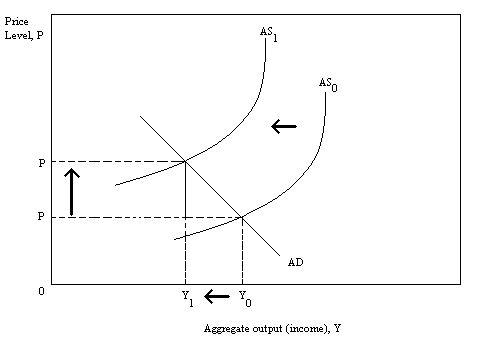 Price
Level, P
AS1
AS0
P
P
AD
0
Y1
Y0
Aggregate output (income), Y